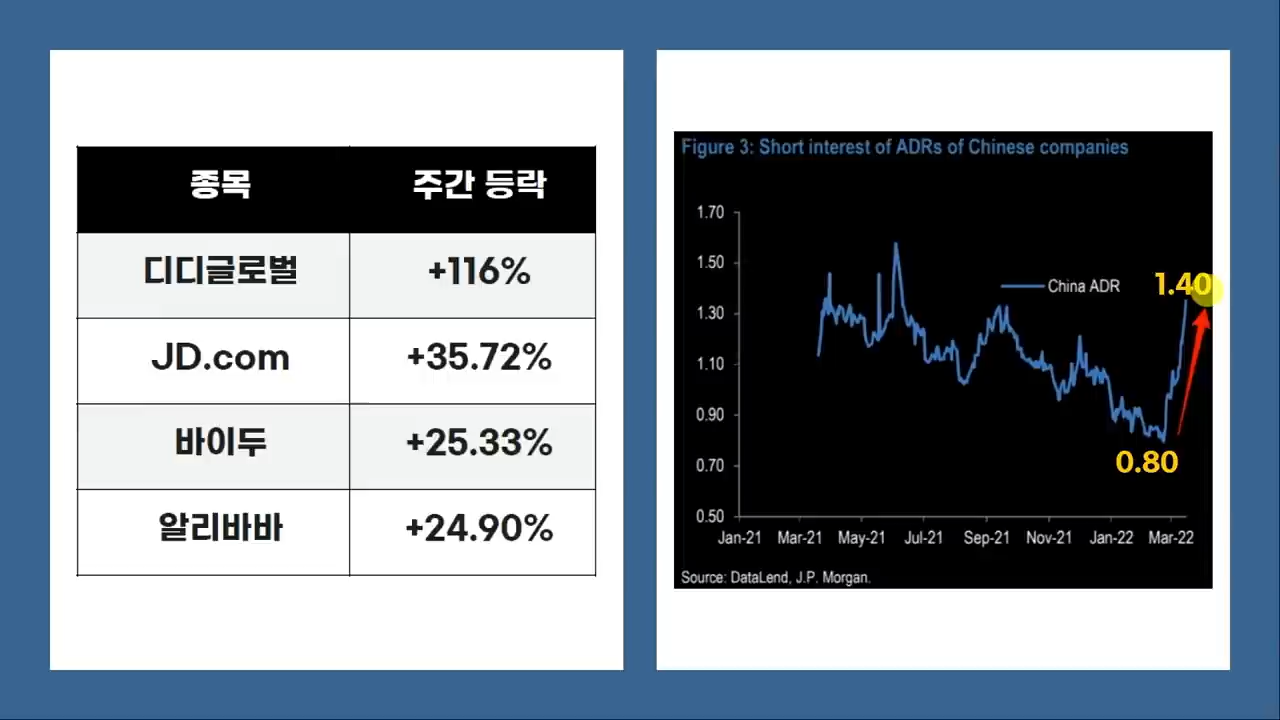 종목 주간 등락
디디글로벌 +116%
JD.com +35.72%
바이두 +25.33%
알리바바 +24.90%
Figure 3: Short interest of ADRs of Chinese companies
1.70
1.50
1.30
1.10
0.90
0.70
0.50
China ADR
1.40
0.80
Jan-21 Mar-21 May-21 Jul-21 Sep-21 Nov-21 Jan-22 Mar-22
Source: DataLend, J.P. Morgan.